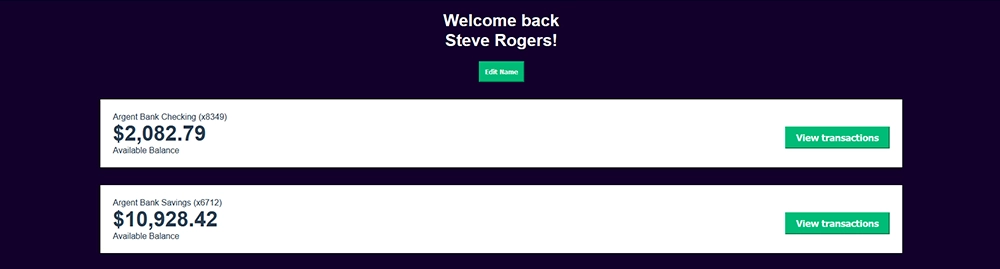 Welcome back
Steve Rogers!
Edit Name
Argent Bank Checking (x8349)
$2,082.79
Available Balance
View transactions
Argent Bank Savings (x6712)
$10,928.42
Available Balance
View transactions